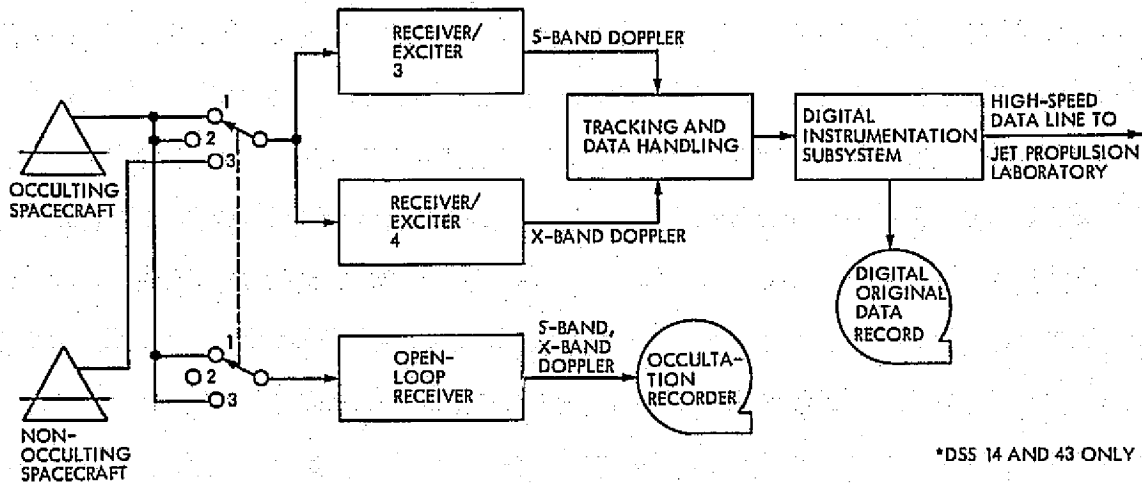 RECEIVER/
EXCITER
3
S-BAND DOPPLER
1
2
3
OCCULTING
SPACECRAFT
TRACKING AND
DATA HANDLING
DIGITAL
INSTRUMENTATION
SUBSYSTEM
HIGH-SPEED
DATA LINE TO
JET PROPULSION
LABORATORY
RECEIVER/
EXCITER
4
X-BAND DOPPLER
DIGITAL
ORIGINAL
DATA
RECORD
1
2
3
OPEN-
LOOP
RECEIVER
S-BAND,
X-BAND
DOPPLER
OCCULTA-
TION
RECORDER
NON-
OCCULTING
SPACECRAFT
*DSS 14 AND 43 ONLY